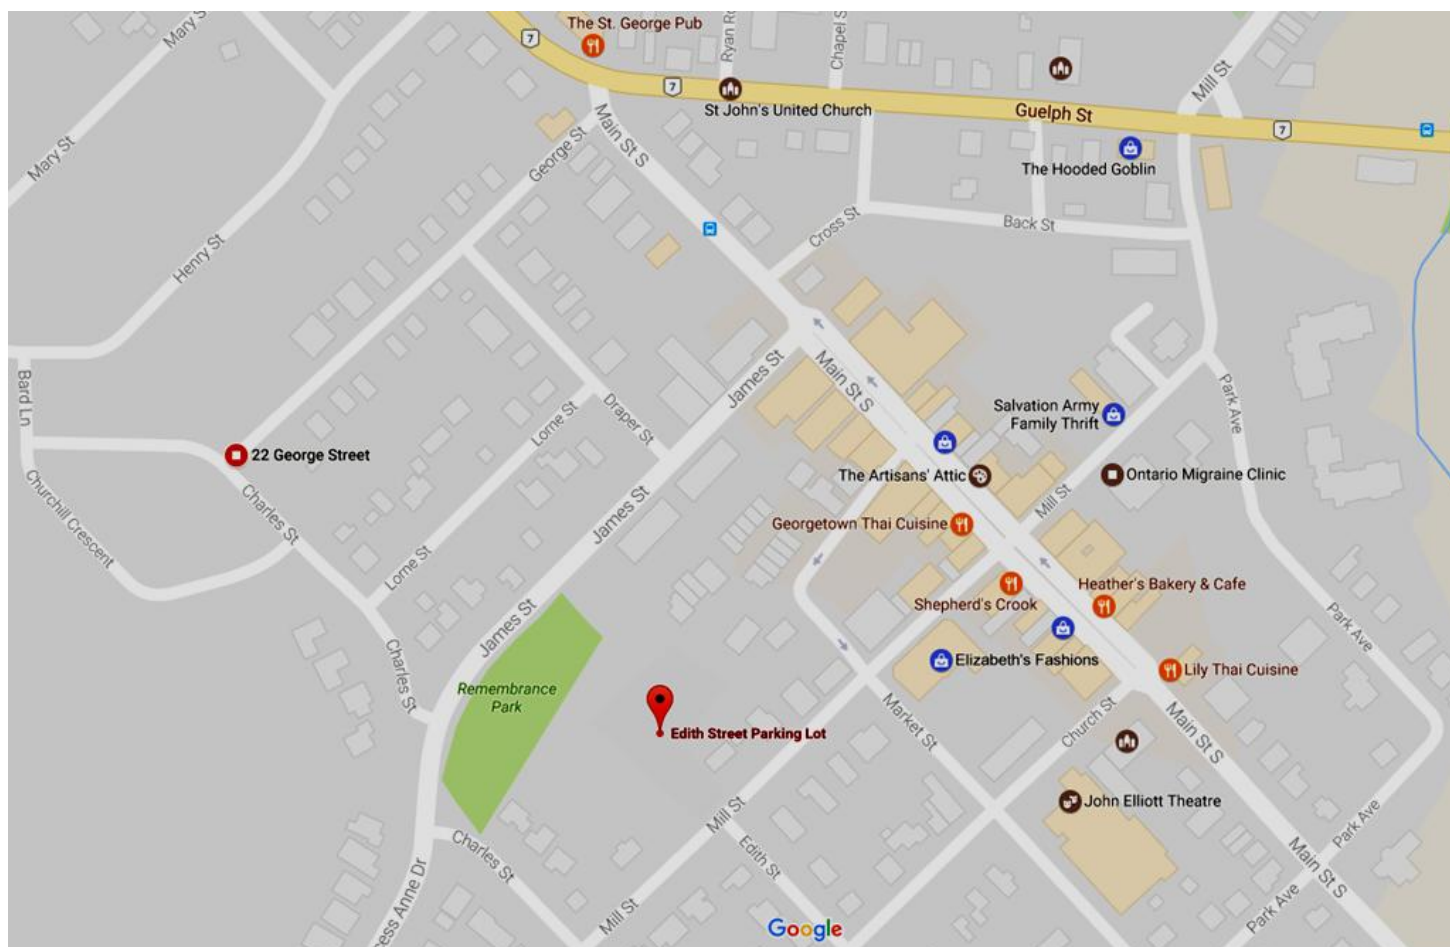 The St. George Pub
Mary St
Ryan Ro
Chapel S
Mill St
7
7
St John's United Church
Guelph St
7
Main St S
George St
Mary St
The Hooded Goblin
Cross St
Back St
Henry St
James St
Main St S
Bard Ln
Park Ave
Lorne St
Draper St
Salvation Army
Family Thrift
22 George Street
The Artisans' Attic
Ontario Migraine Clinic
Mill St
Churchill Crescent
Charles St
James St
Georgetown Thai Cuisine
Lorne St
Shepherd's Crook
Heather's Bakery & Cafe
James St
Park Ave
Charles St
Elizabeth's Fashions
Lily Thai Cuisine
Remembrance
Park
Edith Street Parking Lot
Market St
Church St
Main St S
John Elliott Theatre
Mill St
Park Ave
Edith St
Charles St
Main St S
cess Anne Dr
Mill St
Park Ave
Google